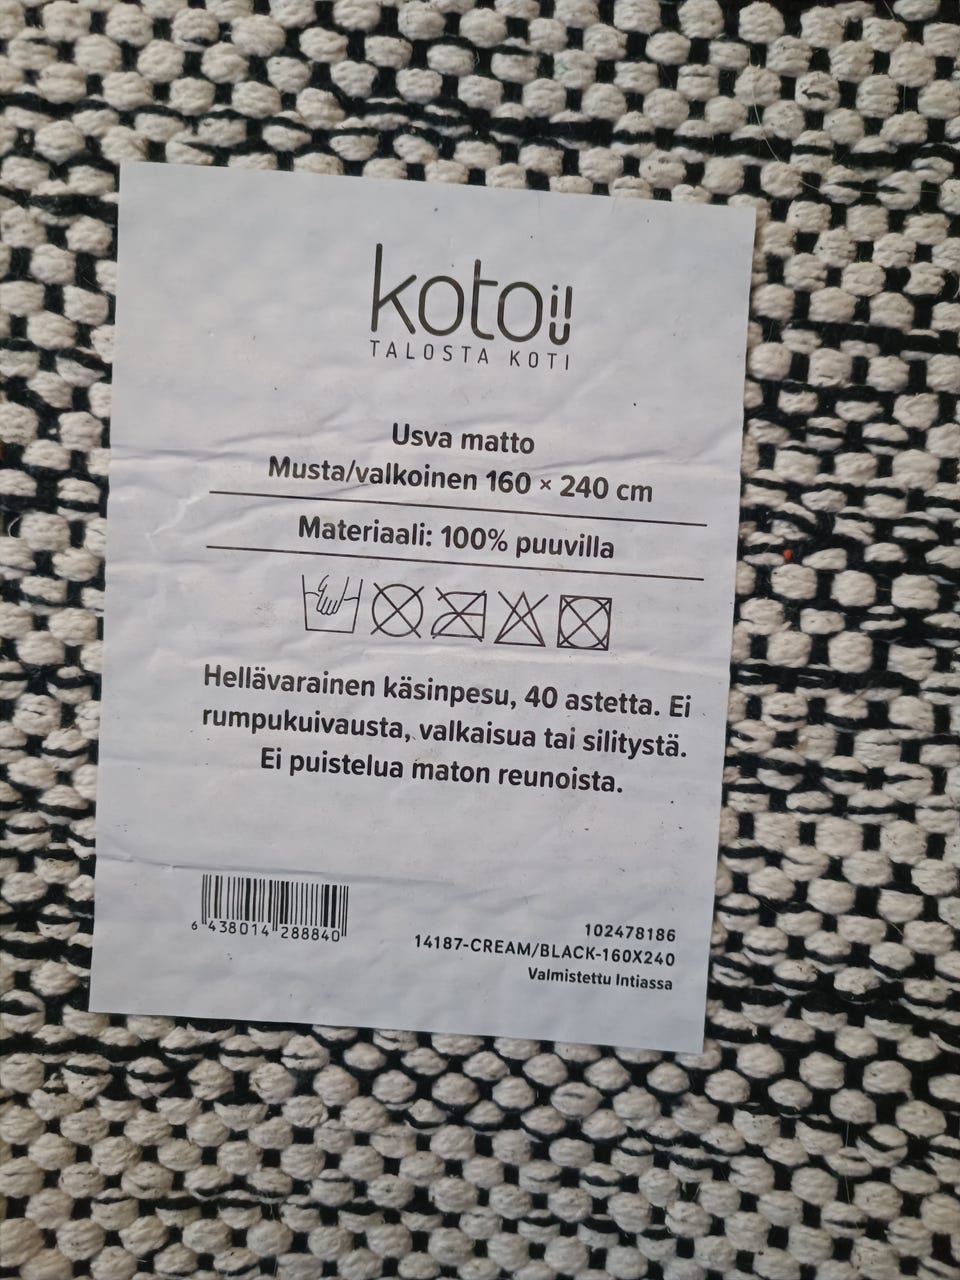 kotoii
TALOSTA KOTI
Usva matto
Musta/valkoinen 160 × 240 cm
Materiaali: 100% puuvilla
Hellävarainen käsinpesu, 40 astetta. Ei
rumpukuivausta, valkaisua tai silitystä.
Ei puistelua maton reunoista.
6 438014 288840
102478186
14187-CREAM/BLACK-160X240
Valmistettu Intiassa